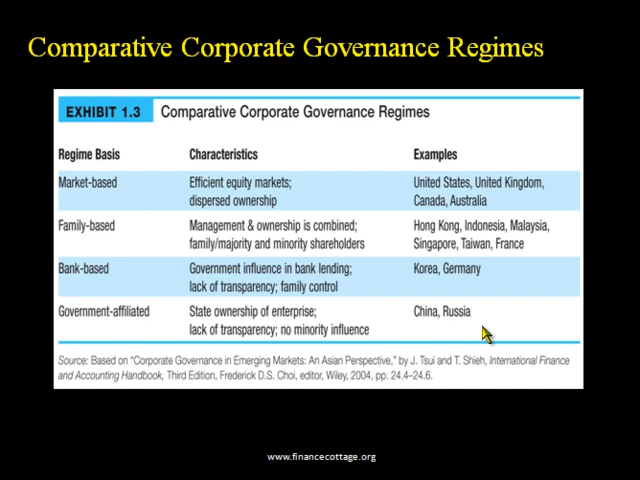 Comparative Corporate Governance Regimes
EXHIBIT 1.3 Comparative Corporate Governance Regimes
Regime Basis Characteristics Examples
Market-based Efficient equity markets; United States, United Kingdom,
dispersed ownership Canada, Australia
Family-based Management & ownership is combined; Hong Kong, Indonesia, Malaysia,
family/majority and minority shareholders Singapore, Taiwan, France
Bank-based Government influence in bank lending; Korea, Germany
lack of transparency; family control
Government-affiliated State ownership of enterprise; China, Russia
lack of transparency; no minority influence
Source: Based on "Corporate Governance in Emerging Markets: An Asian Perspective," by J. Tsui and T. Shieh, International Finance
and Accounting Handbook, Third Edition, Frederick D.S. Choi, editor, Wiley, 2004, pp. 24.4–24.6.
www.financecottage.org